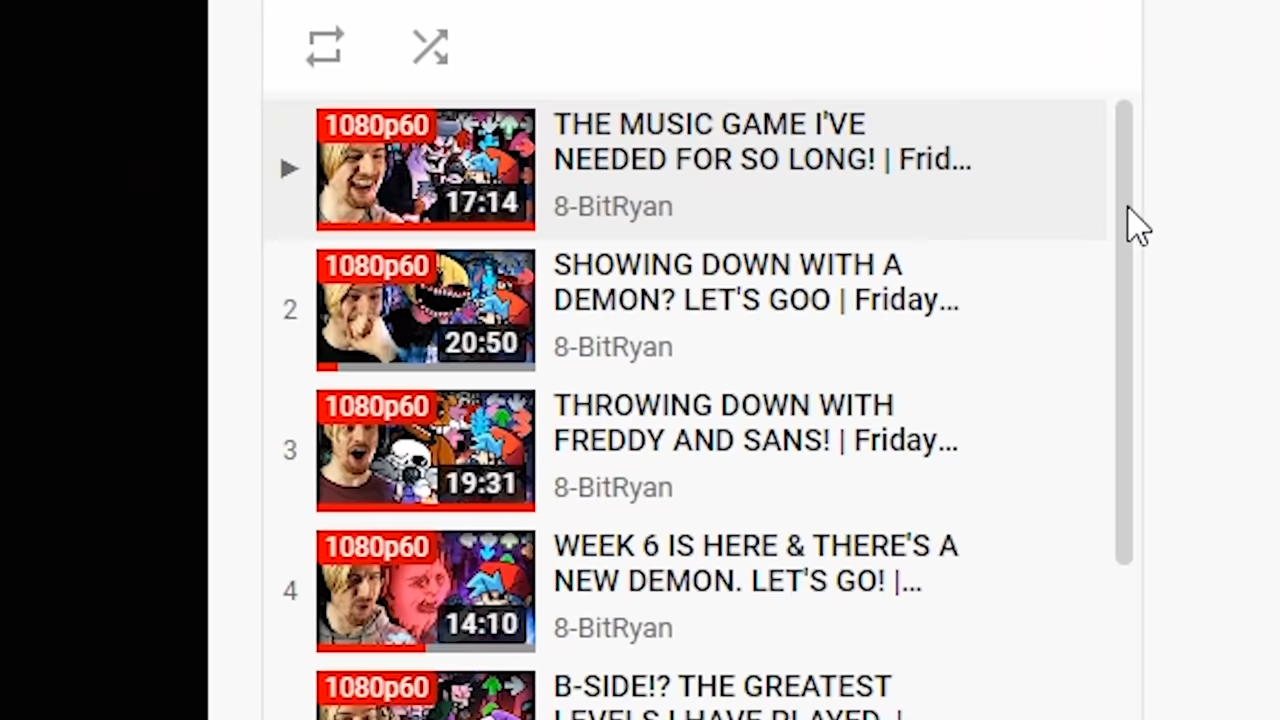 1080p60
17:14
THE MUSIC GAME I'VE
NEEDED FOR SO LONG! | Frid...
8-BitRyan
2
1080p60
20:50
SHOWING DOWN WITH A
DEMON? LET'S GOO | Friday...
8-BitRyan
3
1080p60
19:31
THROWING DOWN WITH
FREDDY AND SANS! | Friday...
8-BitRyan
4
1080p60
14:10
WEEK 6 IS HERE & THERE'S A
NEW DEMON. LET'S GO! |...
8-BitRyan
1080p60
B-SIDE!? THE GREATEST
LEVELS I HAVE PLAYED. |